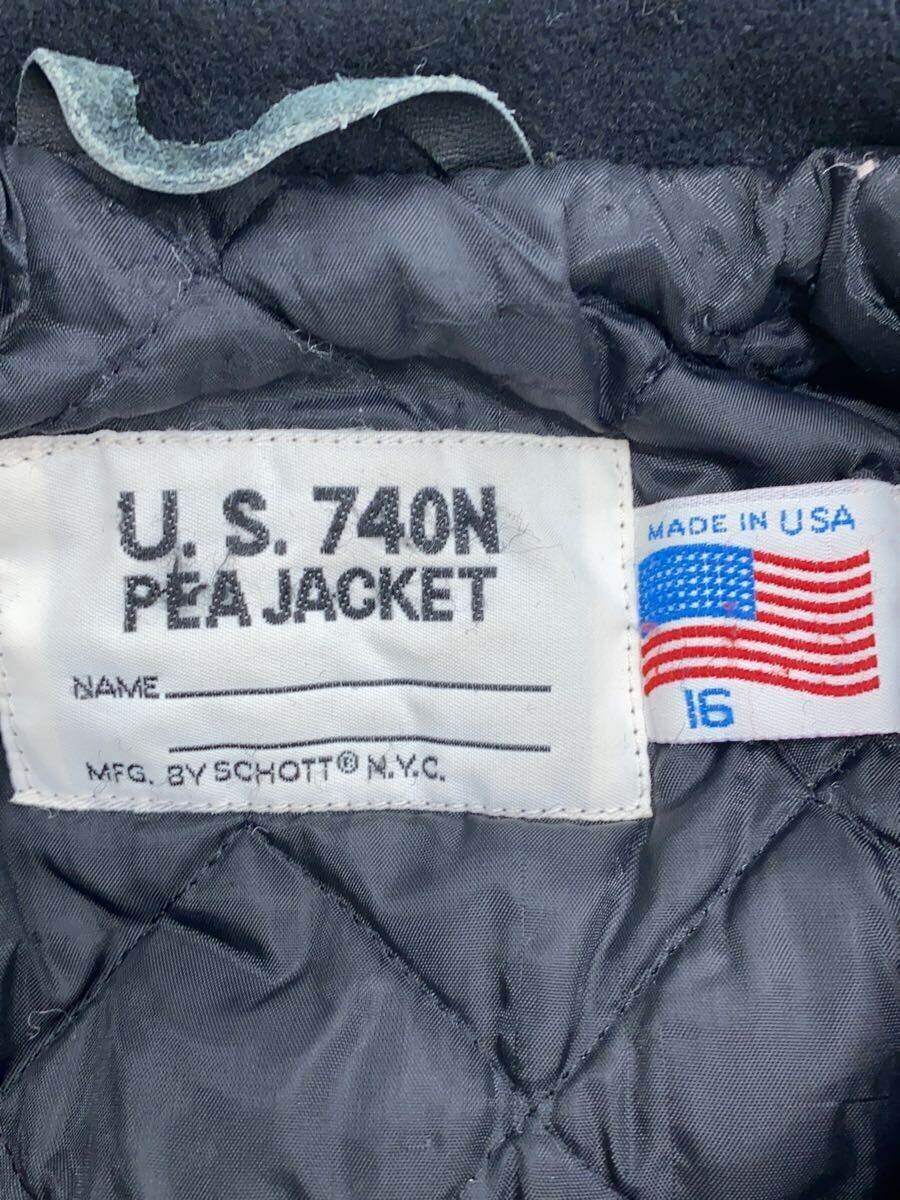 U. S. 740N
PEA JACKET
NAME
MFG. BY SCHOTT® N.Y.C.
MADE IN USA
16